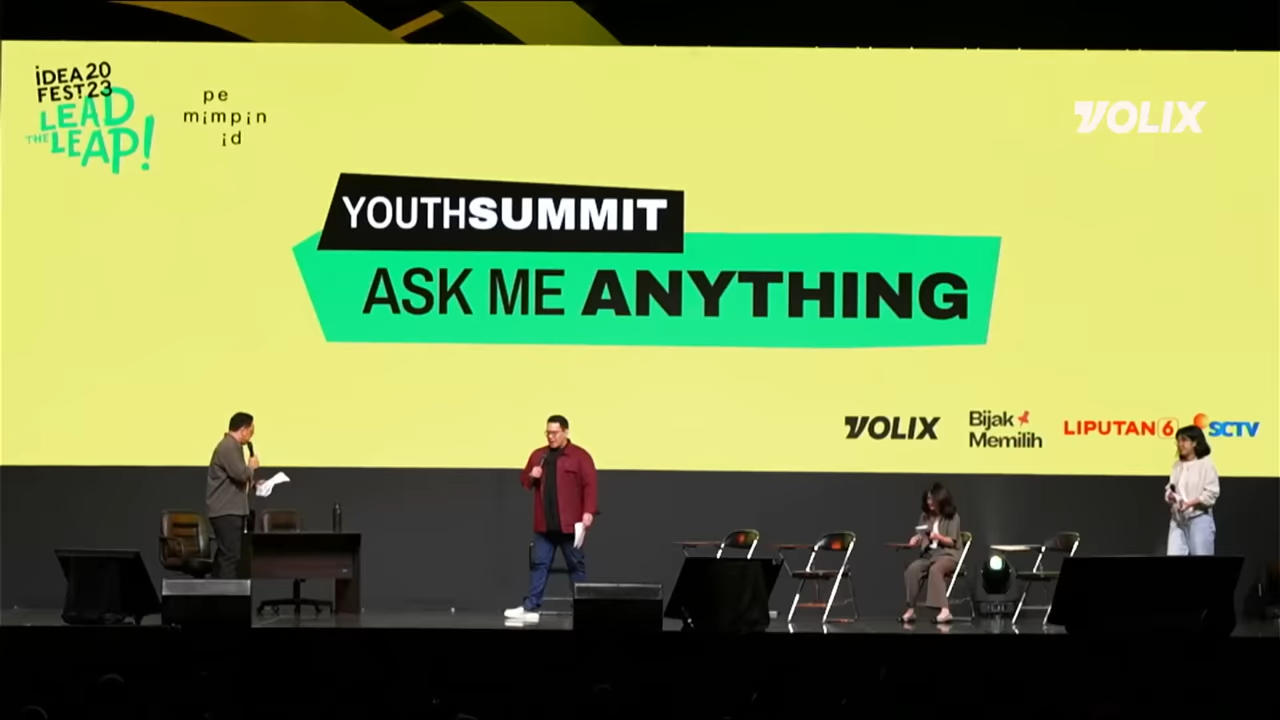 iDEA20
FEST23
LEAD
THE LEAP!
pe
mimpin
id
VOLIX
YOUTHSUMMIT
ASK ME ANYTHING
VOLIX
Bijak
Memilih
LIPUTAN6
SCTV